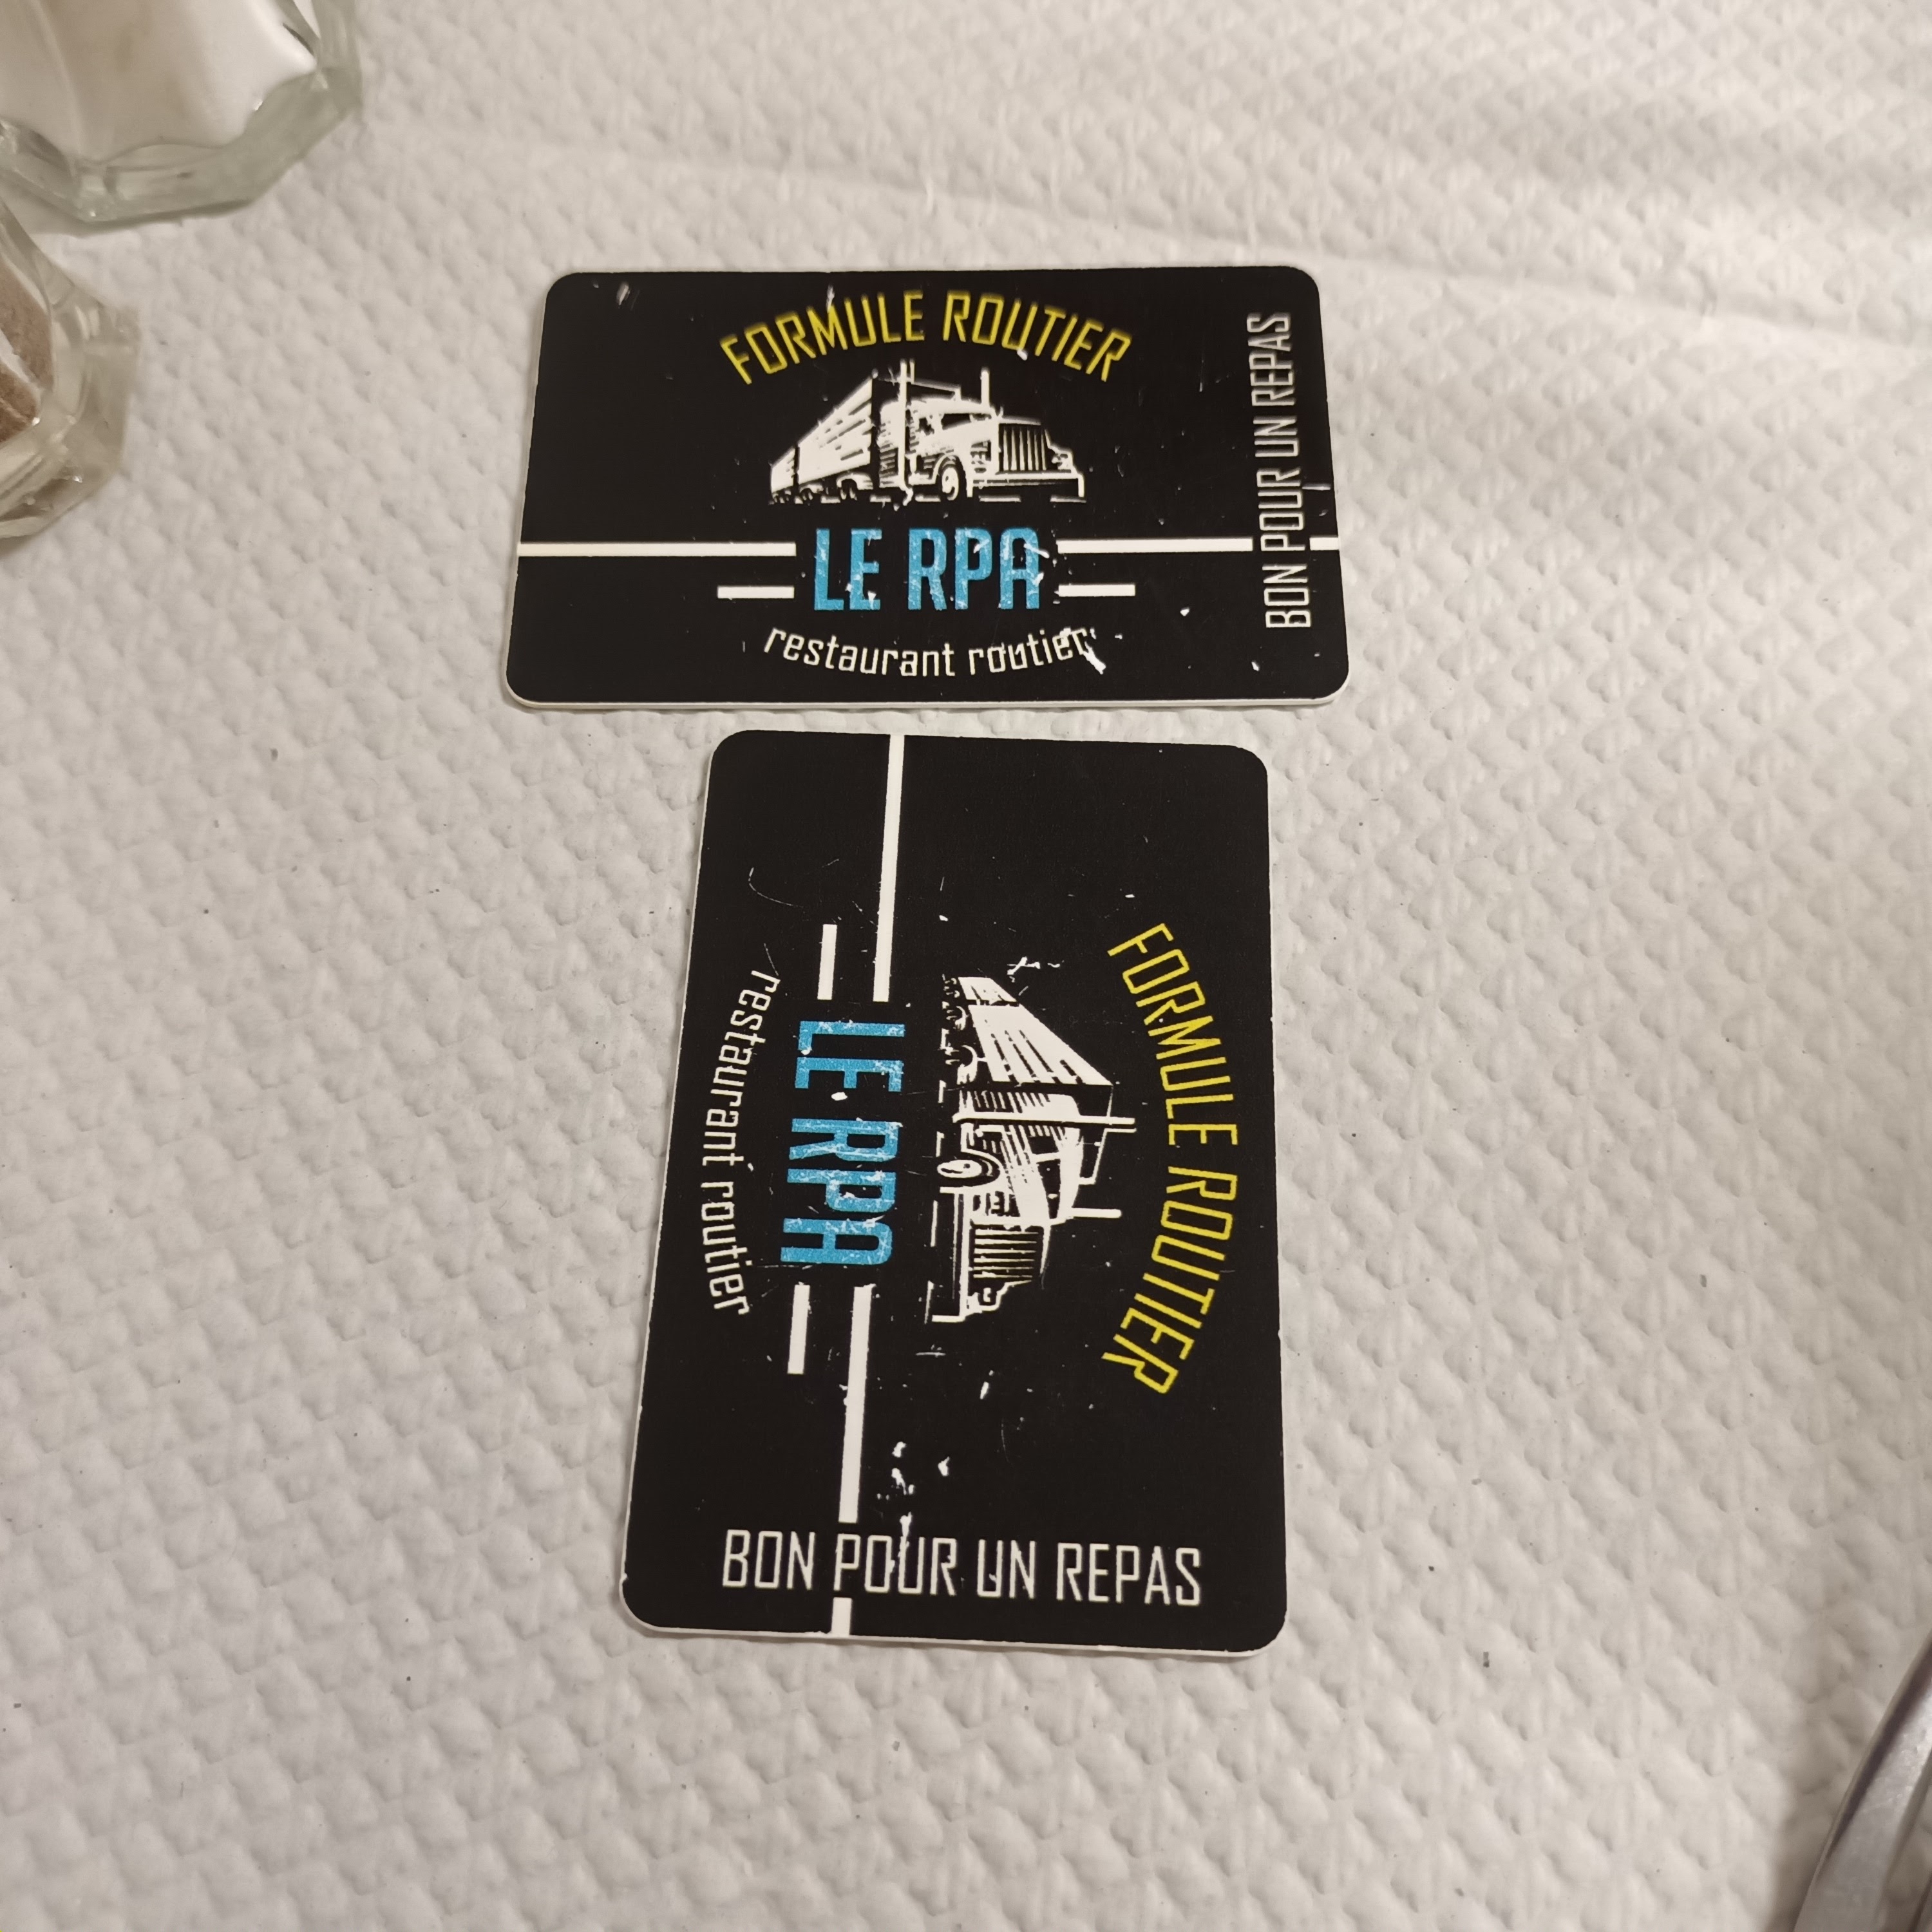 FORMULE ROUTIER
LE RPA
restaurant routier
BON POUR UN REPAS
FORMULE ROUTIER
LE RPA
restaurant routier
BON POUR UN REPAS